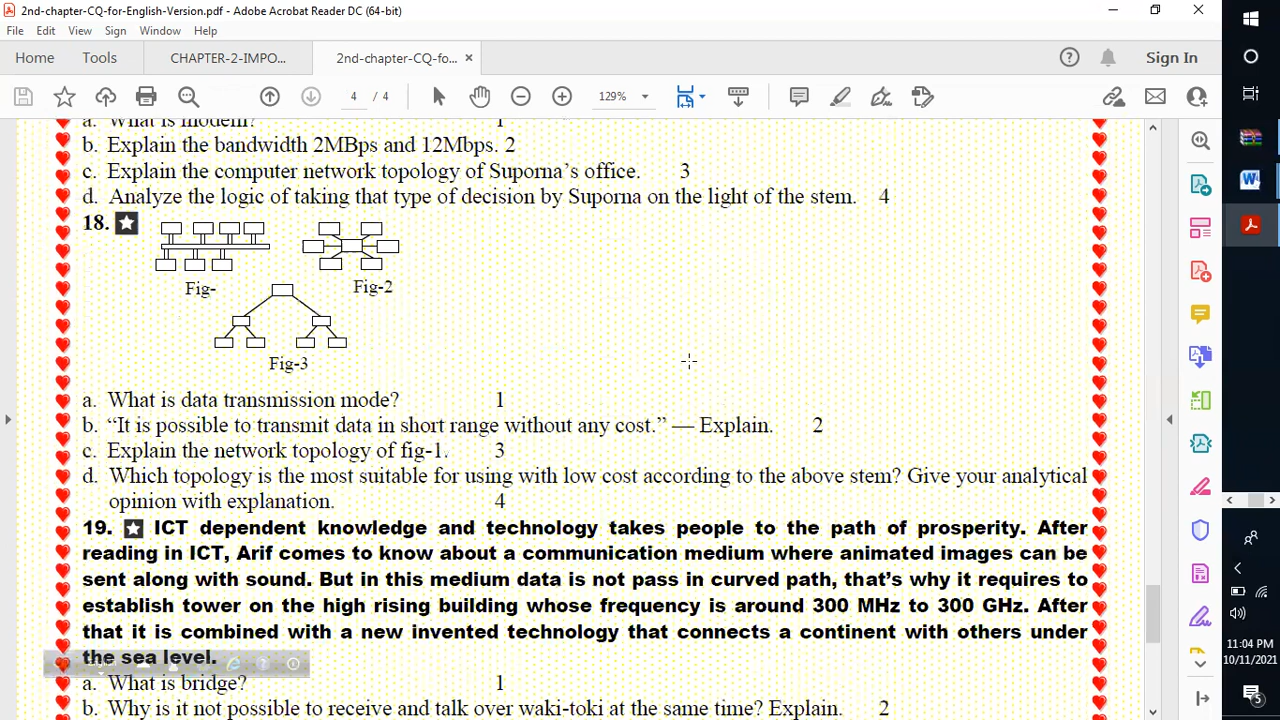 2nd-chapter-CQ-for-English-Version.pdf - Adobe Acrobat Reader DC (64-bit)
File Edit View Sign Window Help
Home Tools CHAPTER-2-IMPO... 2nd-chapter-CQ-fo... × Sign In
4 / 4 129%
a. What is modem? 1
b. Explain the bandwidth 2MBps and 12Mbps. 2
c. Explain the computer network topology of Suporna’s office. 3
d. Analyze the logic of taking that type of decision by Suporna on the light of the stem. 4
18.
Fig-
Fig-2
Fig-3
a. What is data transmission mode? 1
b. “It is possible to transmit data in short range without any cost.” — Explain. 2
c. Explain the network topology of fig-1. 3
d. Which topology is the most suitable for using with low cost according to the above stem? Give your analytical
opinion with explanation. 4
19. ICT dependent knowledge and technology takes people to the path of prosperity. After
reading in ICT, Arif comes to know about a communication medium where animated images can be
sent along with sound. But in this medium data is not pass in curved path, that’s why it requires to
establish tower on the high rising building whose frequency is around 300 MHz to 300 GHz. After
that it is combined with a new invented technology that connects a continent with others under
the sea level.
a. What is bridge? 1
b. Why is it not possible to receive and talk over waki-toki at the same time? Explain. 2
11:04 PM
10/11/2021
5